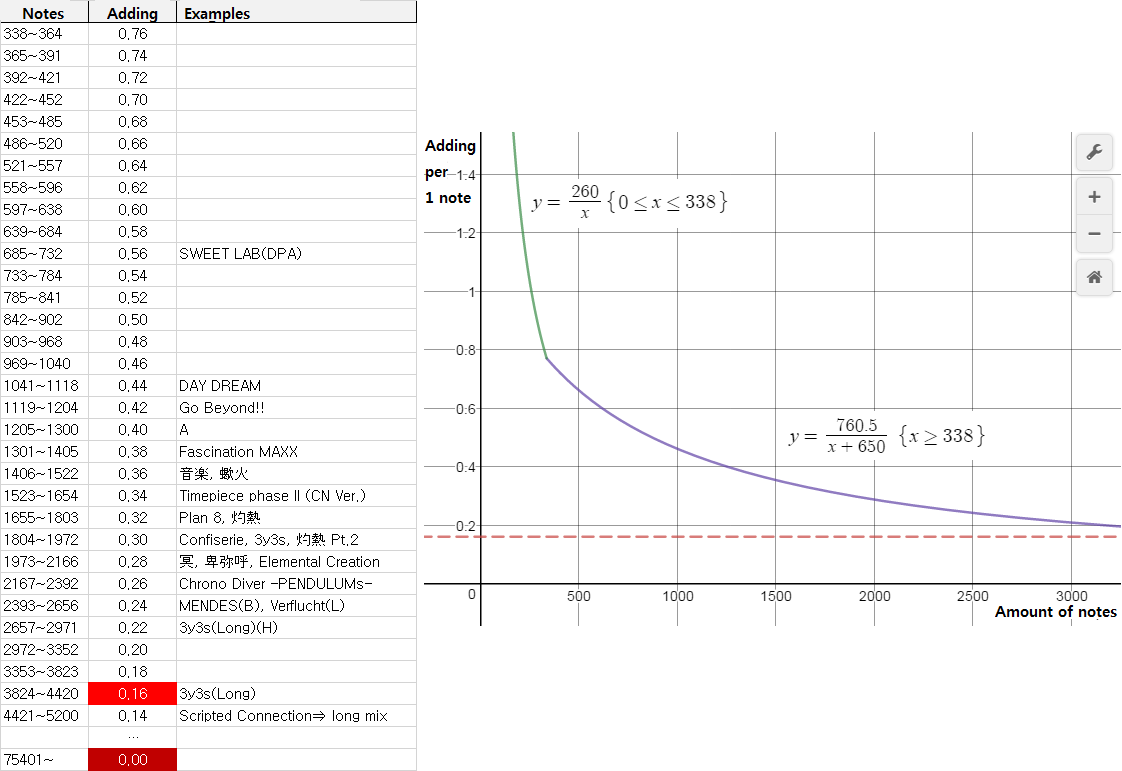 Notes Adding Examples
338~364 0.76
365~391 0.74
392~421 0.72
422~452 0.70
453~485 0.68
486~520 0.66
521~557 0.64
558~596 0.62
597~638 0.60
639~684 0.58
685~732 0.56 SWEET LAB(DPA)
733~784 0.54
785~841 0.52
842~902 0.50
903~968 0.48
969~1040 0.46
1041~1118 0.44 DAY DREAM
1119~1204 0.42 Go Beyond!!
1205~1300 0.40 A
1301~1405 0.38 Fascination MAXX
1406~1522 0.36 音楽, 蠍火
1523~1654 0.34 Timepiece phase II (CN Ver.)
1655~1803 0.32 Plan 8, 灼熱
1804~1972 0.30 Confiserie, 3y3s, 灼熱 Pt.2
1973~2166 0.28 冥, 卑弥呼, Elemental Creation
2167~2392 0.26 Chrono Diver -PENDULUMs-
2393~2656 0.24 MENDES(B), Verflucht(L)
2657~2971 0.22 3y3s(Long)(H)
2972~3352 0.20
3353~3823 0.18
3824~4420 0.16 3y3s(Long)
4421~5200 0.14 Scripted Connection⇒ long mix
...
75401~ 0.00
Adding
per
1 note
1.4
1.2
1
0.8
0.6
0.4
0.2
y = 260/x {0 ≤ x ≤ 338}
y = 760.5/(x + 650) {x ≥ 338}
+
−
0 500 1000 1500 2000 2500 3000
Amount of notes